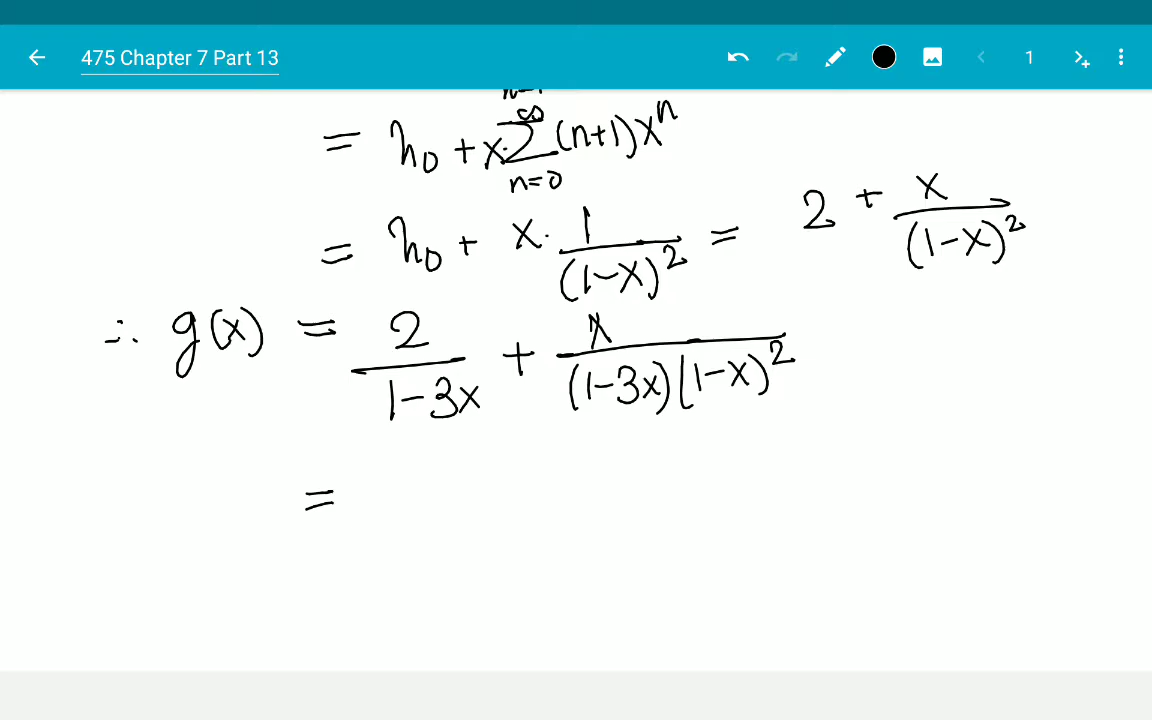 475 Chapter 7 Part 13
1
= h₀ + x·∑(n+1)xⁿ
∞
n=0
= h₀ + x · 1/(1-x)² = 2 + x/(1-x)²
∴ g(x) = 2/(1-3x) + x/((1-3x)(1-x)²)
=